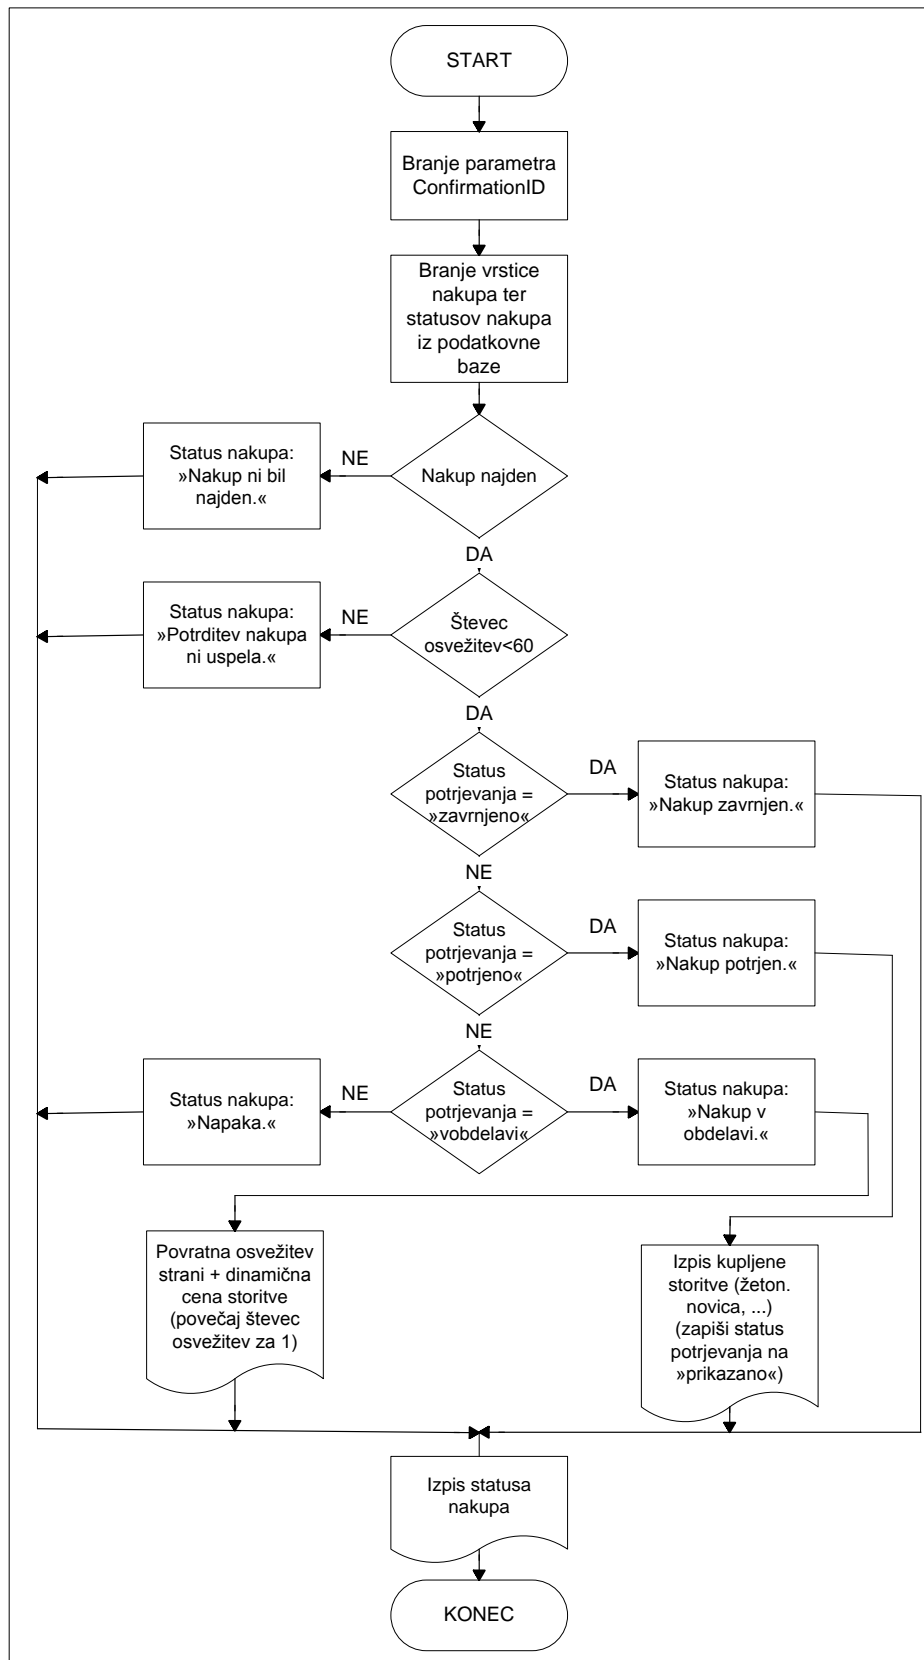 START
Branje parametra
ConfirmationID
Branje vrstice
nakupa ter
statusov nakupa
iz podatkovne
baze
Status nakupa:
»Nakup ni bil
najden.«
NE
Nakup najden
DA
Status nakupa:
»Potrditev nakupa
ni uspela.«
NE
Števec
osvežitev<60
DA
Status
potrjevanja =
»zavrnjeno«
DA
Status nakupa:
»Nakup zavrnjen.«
NE
Status
potrjevanja =
»potrjeno«
DA
Status nakupa:
»Nakup potrjen.«
NE
Status nakupa:
»Napaka.«
NE
Status
potrjevanja =
»vobdelavi«
DA
Status nakupa:
»Nakup v
obdelavi.«
Povratna osvežitev
strani + dinamična
cena storitve
(povečaj števec
osvežitev za 1)
Izpis kupljene
storitve (žeton.
novica, ...)
(zapiši status
potrjevanja na
»prikazano«)
Izpis statusa
nakupa
KONEC